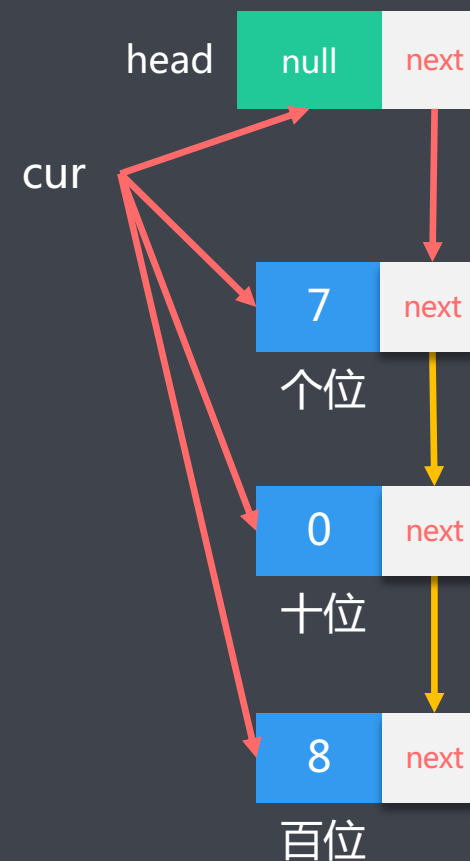 head null next
cur
7 next
个位
0 next
十位
8 next
百位